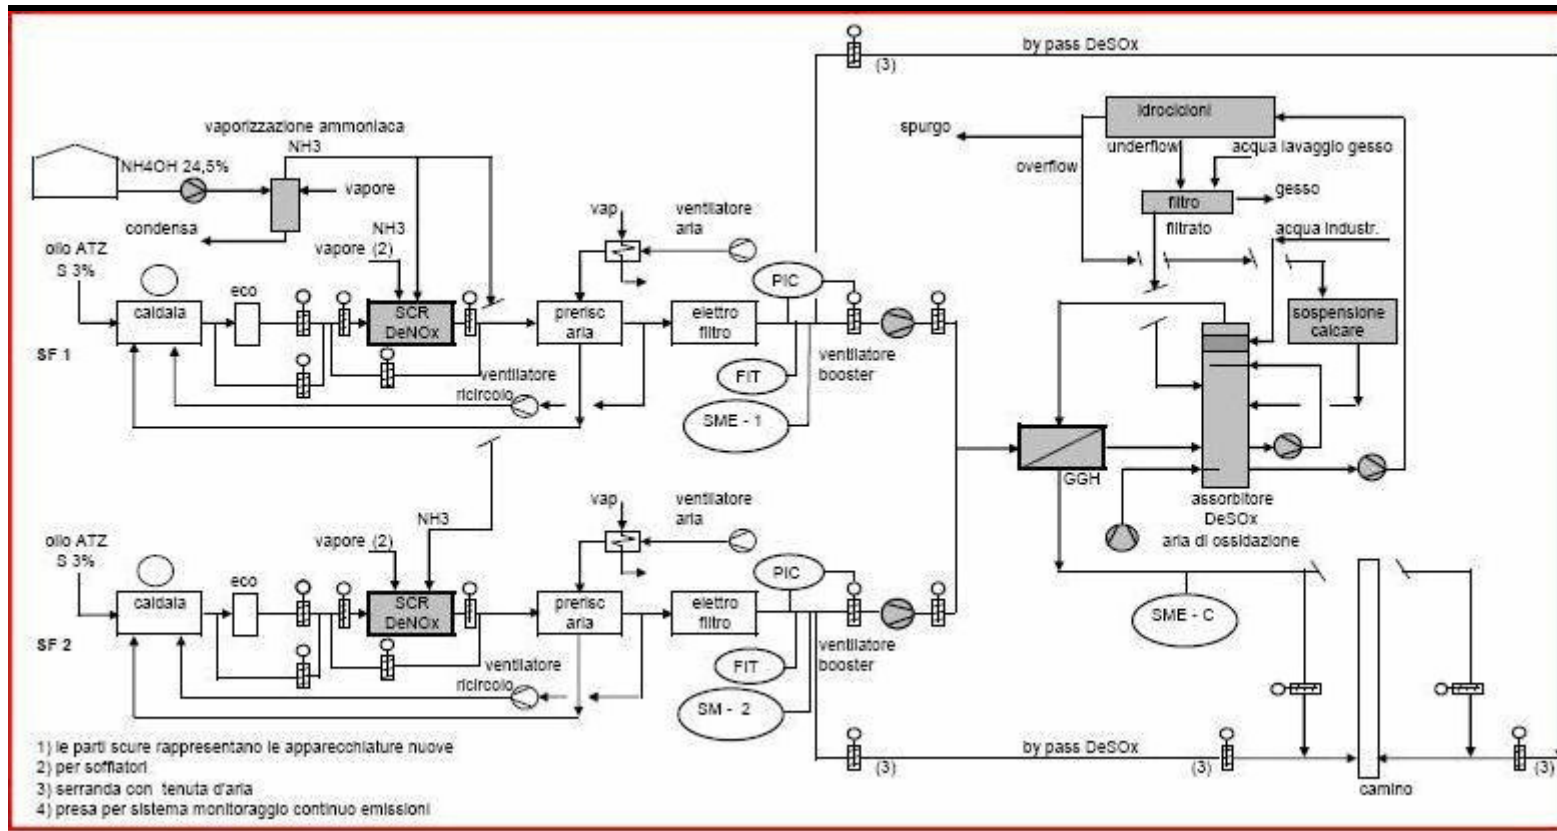 by pass DeSOx
(3)
idrocicloni
spurgo
underflow
acqua lavaggio gesso
overflow
gesso
filtro
filtrato
acqua industr.
vaporizzazione ammoniaca
NH3
NH4OH 24,5%
vapore
condensa
NH3
vapore (2)
vap
ventilatore
aria
olio ATZ
S 3%
eco
caldaia
SCR
DeNOx
prerisc
aria
elettro
filtro
PIC
sospensione
calcare
SF 1
ventilatore
ricircolo
FIT
ventilatore
booster
SME - 1
GGH
assorbitore
DeSOx
aria di ossidazione
NH3
vapore (2)
vap
ventilatore
aria
olio ATZ
S 3%
eco
caldaia
SCR
DeNOx
prerisc
aria
elettro
filtro
PIC
SME - C
SF 2
ventilatore
ricircolo
FIT
ventilatore
booster
SM - 2
by pass DeSOx
(3)
(3)
(3)
camino
1) le parti scure rappresentano le apparecchiature nuove
2) per soffiatori
3) serranda con tenuta d'aria
4) presa per sistema monitoraggio continuo emissioni